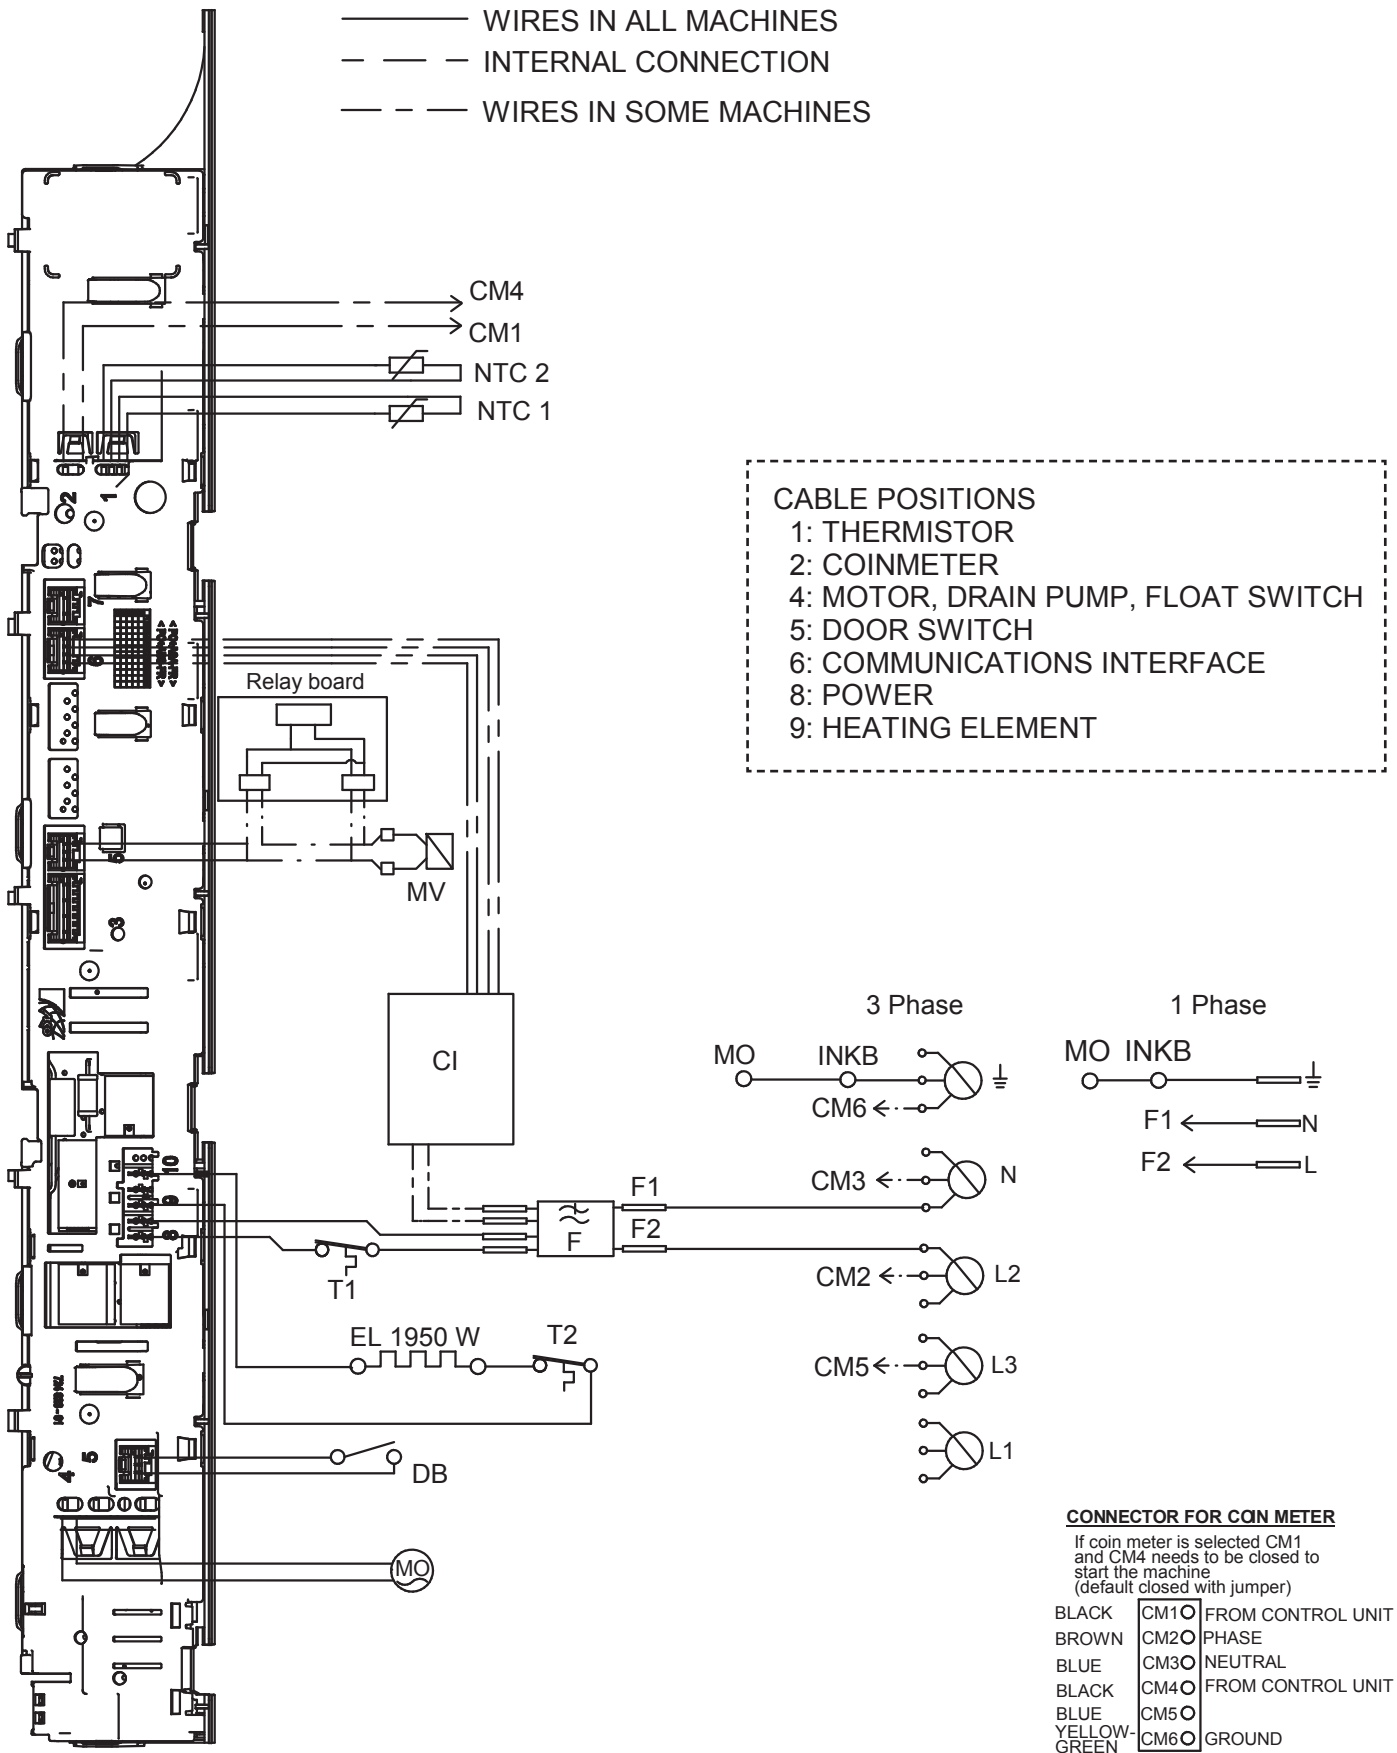 WIRES IN ALL MACHINES
INTERNAL CONNECTION
WIRES IN SOME MACHINES
CM4
CM1
NTC 2
NTC 1
2
1
CABLE POSITIONS
1: THERMISTOR
2: COINMETER
4: MOTOR, DRAIN PUMP, FLOAT SWITCH
5: DOOR SWITCH
6: COMMUNICATIONS INTERFACE
8: POWER
9: HEATING ELEMENT
7
6
Relay board
5
MV
3
CI
3 Phase
1 Phase
MO
INKB
MO INKB
CM6
F1
N
F2
L
10
9
8
CM3
N
F1
F2
F
T1
CM2
L2
EL 1950 W
T2
CM5
L3
L1
4
5
DB
MO
CONNECTOR FOR COIN METER
If coin meter is selected CM1
and CM4 needs to be closed to
start the machine
(default closed with jumper)
BLACK CM1 FROM CONTROL UNIT
BROWN CM2 PHASE
BLUE CM3 NEUTRAL
BLACK CM4 FROM CONTROL UNIT
BLUE CM5
YELLOW-
GREEN CM6 GROUND